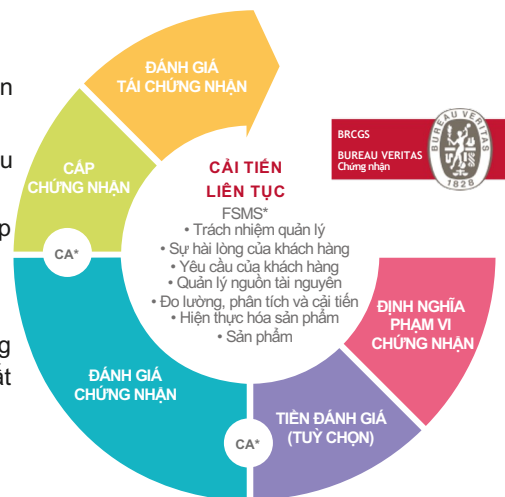 ĐÁNH GIÁ
TÁI CHỨNG NHẬN
CẤP
CHỨNG NHẬN
CA*
ĐÁNH GIÁ
CHỨNG NHẬN
CA*
TIỀN ĐÁNH GIÁ
(TUỲ CHỌN)
ĐỊNH NGHĨA
PHẠM VI
CHỨNG NHẬN
CẢI TIẾN
LIÊN TỤC
FSMS*
• Trách nhiệm quản lý
• Sự hài lòng của khách hàng
• Yêu cầu của khách hàng
• Quản lý nguồn tài nguyên
• Đo lường, phân tích và cải tiến
• Hiện thực hóa sản phẩm
• Sản phẩm
BRCGS
BUREAU VERITAS
Chứng nhận
BUREAU VERITAS
1828